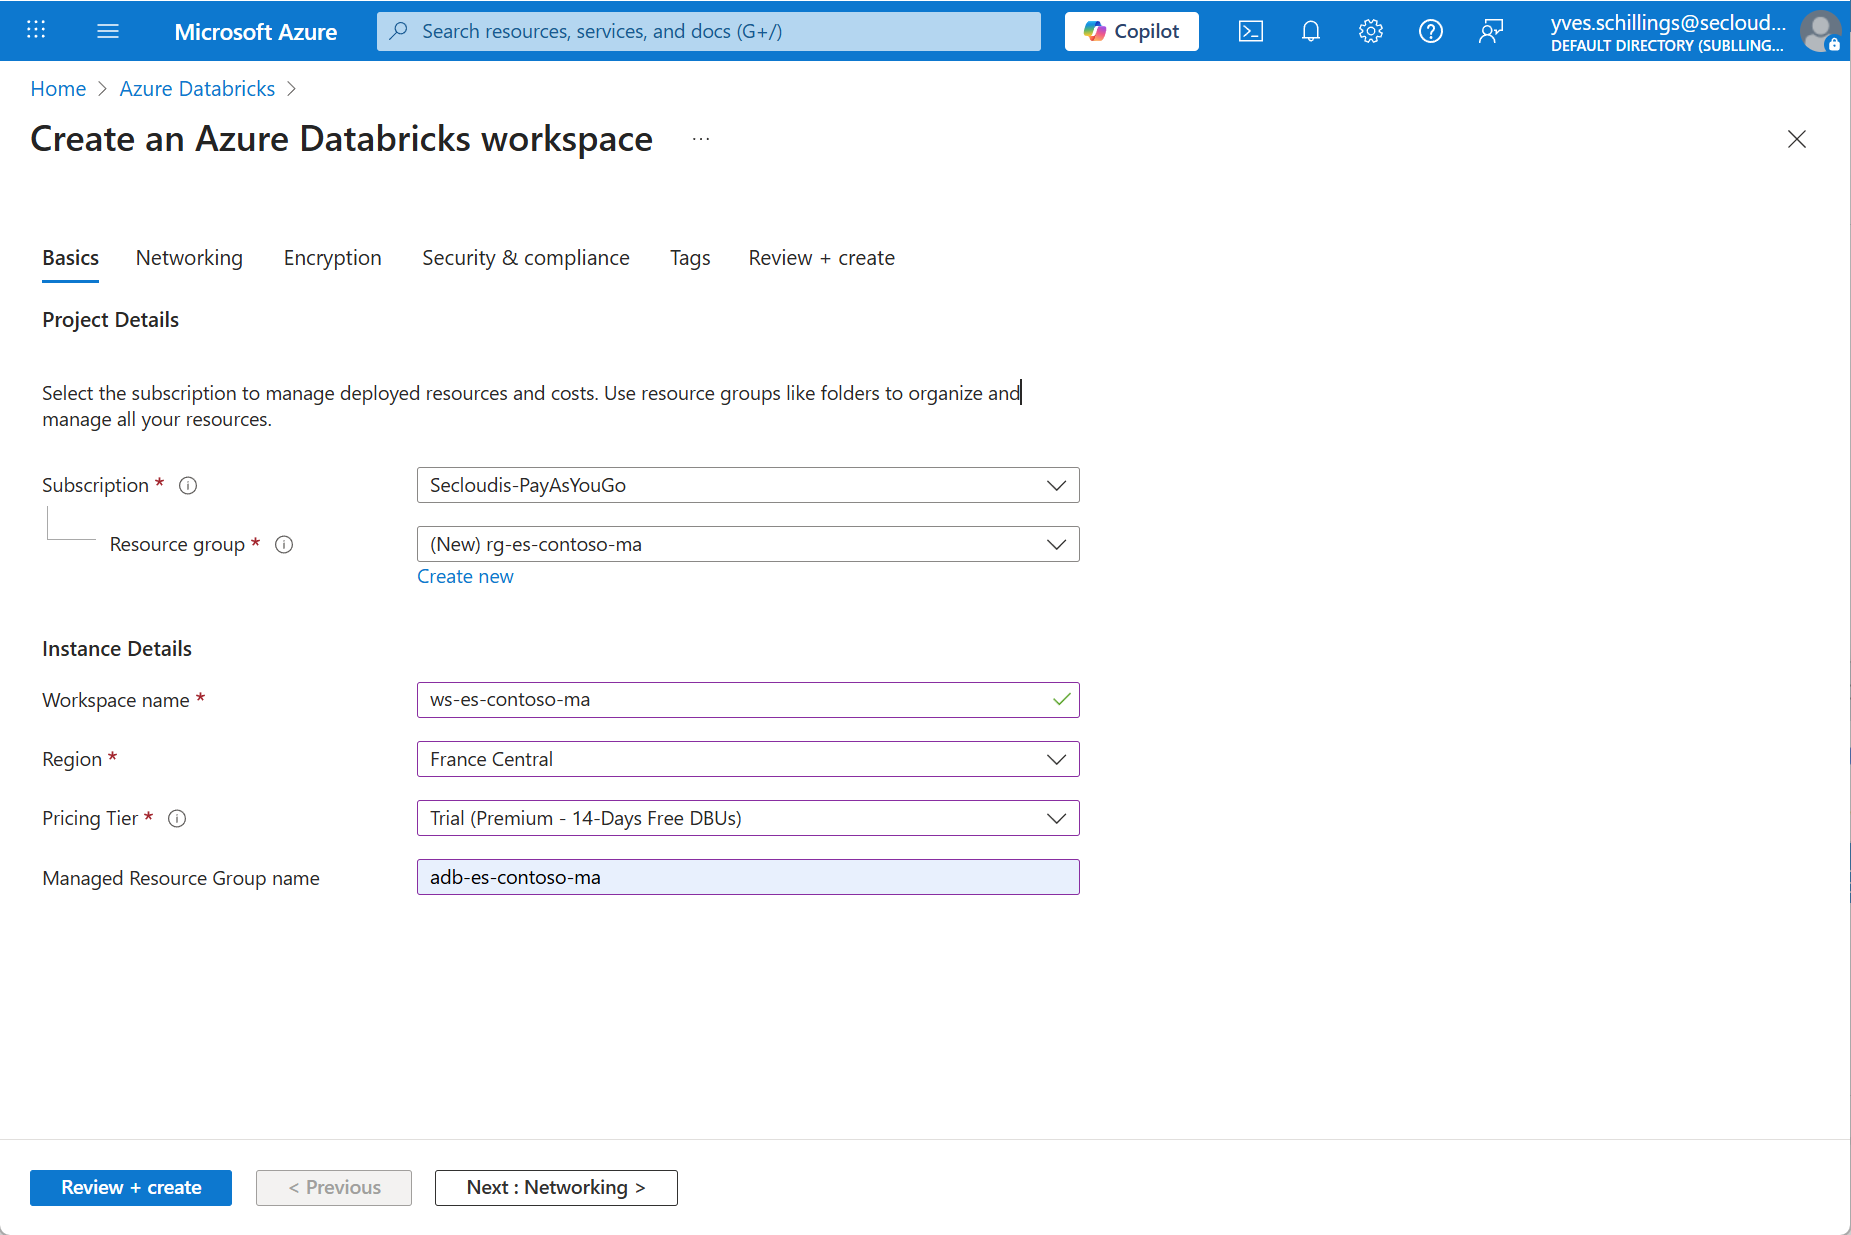 Microsoft Azure
Search resources, services, and docs (G+/)
Copilot
yves.schillings@secloud...
DEFAULT DIRECTORY (SUBLLING...
Home > Azure Databricks >
Create an Azure Databricks workspace ...
Basics Networking Encryption Security & compliance Tags Review + create
Project Details
Select the subscription to manage deployed resources and costs. Use resource groups like folders to organize and
manage all your resources.
Subscription * Secloudis-PayAsYouGo
Resource group * (New) rg-es-contoso-ma
Create new
Instance Details
Workspace name * ws-es-contoso-ma
Region * France Central
Pricing Tier * Trial (Premium - 14-Days Free DBUs)
Managed Resource Group name adb-es-contoso-ma
Review + create < Previous Next : Networking >